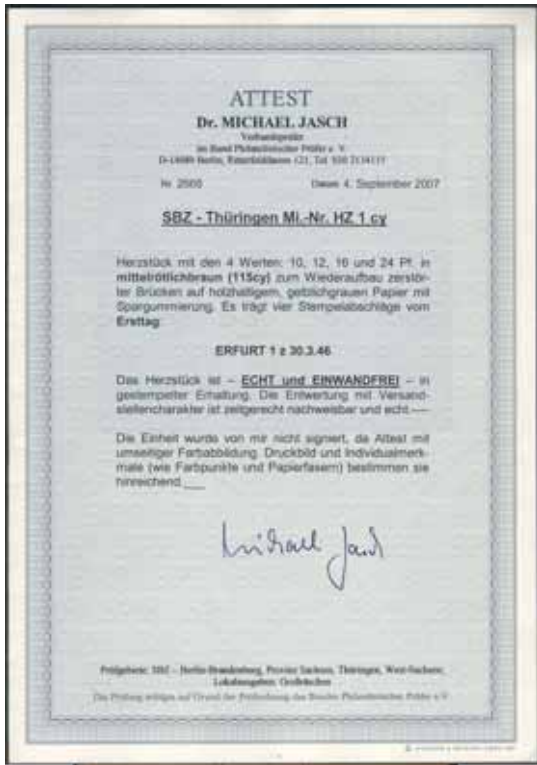 ATTEST
Dr. MICHAEL JASCH
Verbandsprüfer
im Bund Philatelistischer Prüfer e. V.
Berlin,
Nr. Datum 4. September 2007
SBZ - Thüringen Mi.-Nr. HZ 1 cy
Herzstück mit den 4 Werten: 10, 12, 16 und 24 Pf. in
mittelrötlichbraun (115cy) zum Wiederaufbau zerstör-
ter Brücken auf holzhaltigem, gelblichgrauen Papier mit
Spargummierung. Es trägt vier Stempelabschläge vom
Ersttag:
ERFURT 1 z 30.3.46
Das Herzstück ist – ECHT und EINWANDFREI – in
gestempelter Erhaltung. Die Entwertung mit Versand-
stellencharakter ist zeitgerecht nachweisbar und echt.----
Die Einheit wurde von mir nicht signiert, da Attest mit
umseitiger Farbabbildung. Druckbild und Individualmerk-
male (wie Farbpunkte und Papierfasern) bestimmen sie
hinreichend.___
Michael Jasch
Prüfgebiete: SBZ – Berlin-Brandenburg, Provinz Sachsen, Thüringen, West-Sachsen;
Lokalausgaben: Großräschen
Die Prüfung erfolgte auf Grund der Prüfordnung des Bundes Philatelistischer Prüfer e.V.